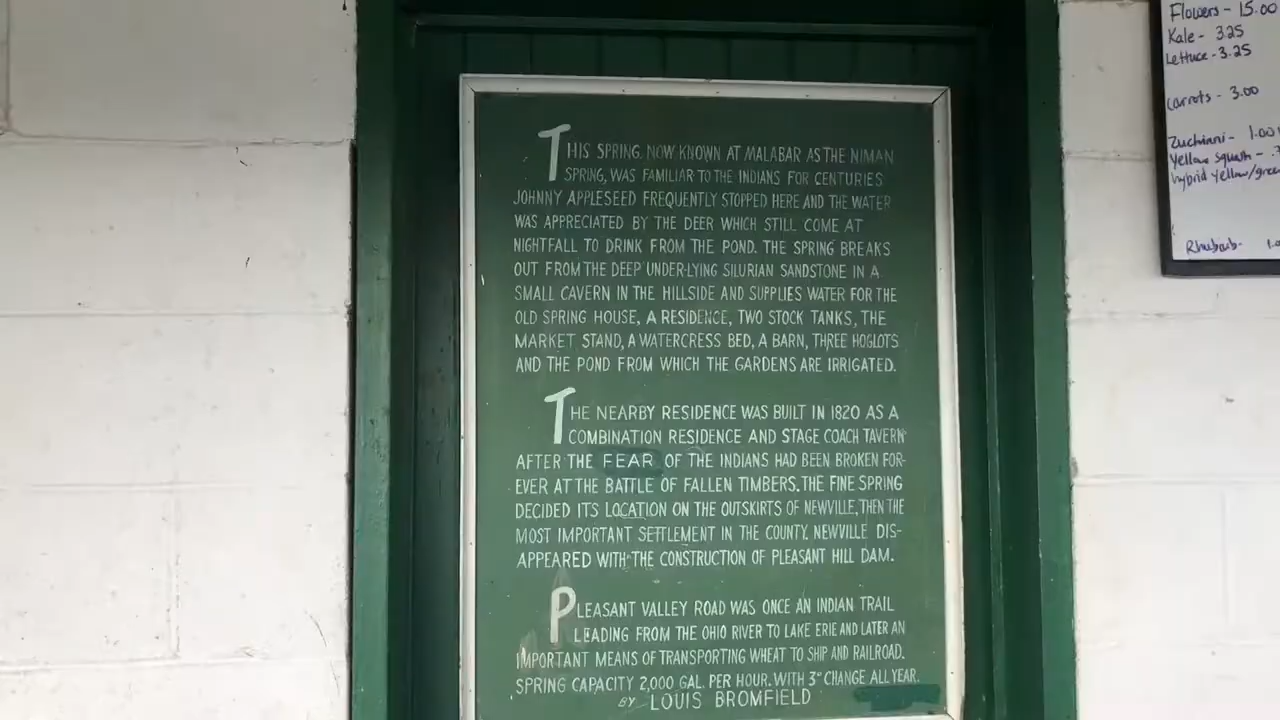 THIS SPRING, NOW KNOWN AT MALABAR AS THE NIMAN
SPRING, WAS FAMILIAR TO THE INDIANS FOR CENTURIES
JOHNNY APPLESEED FREQUENTLY STOPPED HERE AND THE WATER
WAS APPRECIATED BY THE DEER WHICH STILL COME AT
NIGHTFALL TO DRINK FROM THE POND. THE SPRING BREAKS
OUT FROM THE DEEP UNDER-LYING SILURIAN SANDSTONE IN A
SMALL CAVERN IN THE HILLSIDE AND SUPPLIES WATER FOR THE
OLD SPRING HOUSE, A RESIDENCE, TWO STOCK TANKS, THE
MARKET STAND, A WATERCRESS BED, A BARN, THREE HOGLOTS
AND THE POND FROM WHICH THE GARDENS ARE IRRIGATED.
THE NEARBY RESIDENCE WAS BUILT IN 1820 AS A
COMBINATION RESIDENCE AND STAGE COACH TAVERN
AFTER THE FEAR OF THE INDIANS HAD BEEN BROKEN FOR-
EVER AT THE BATTLE OF FALLEN TIMBERS. THE FINE SPRING
DECIDED ITS LOCATION ON THE OUTSKIRTS OF NEWVILLE, THEN THE
MOST IMPORTANT SETTLEMENT IN THE COUNTY. NEWVILLE DIS-
APPEARED WITH THE CONSTRUCTION OF PLEASANT HILL DAM.
PLEASANT VALLEY ROAD WAS ONCE AN INDIAN TRAIL
LEADING FROM THE OHIO RIVER TO LAKE ERIE AND LATER AN
IMPORTANT MEANS OF TRANSPORTING WHEAT TO SHIP AND RAILROAD.
SPRING CAPACITY 2,000 GAL. PER HOUR. WITH 3° CHANGE ALL YEAR.
BY LOUIS BROMFIELD
Flowers - 15.00
Kale - 3.25
Lettuce - 3.25
Carrots - 3.00
Zuchinni - 1.00
Yellow Squash -
hybrid yellow/
Rhubarb -